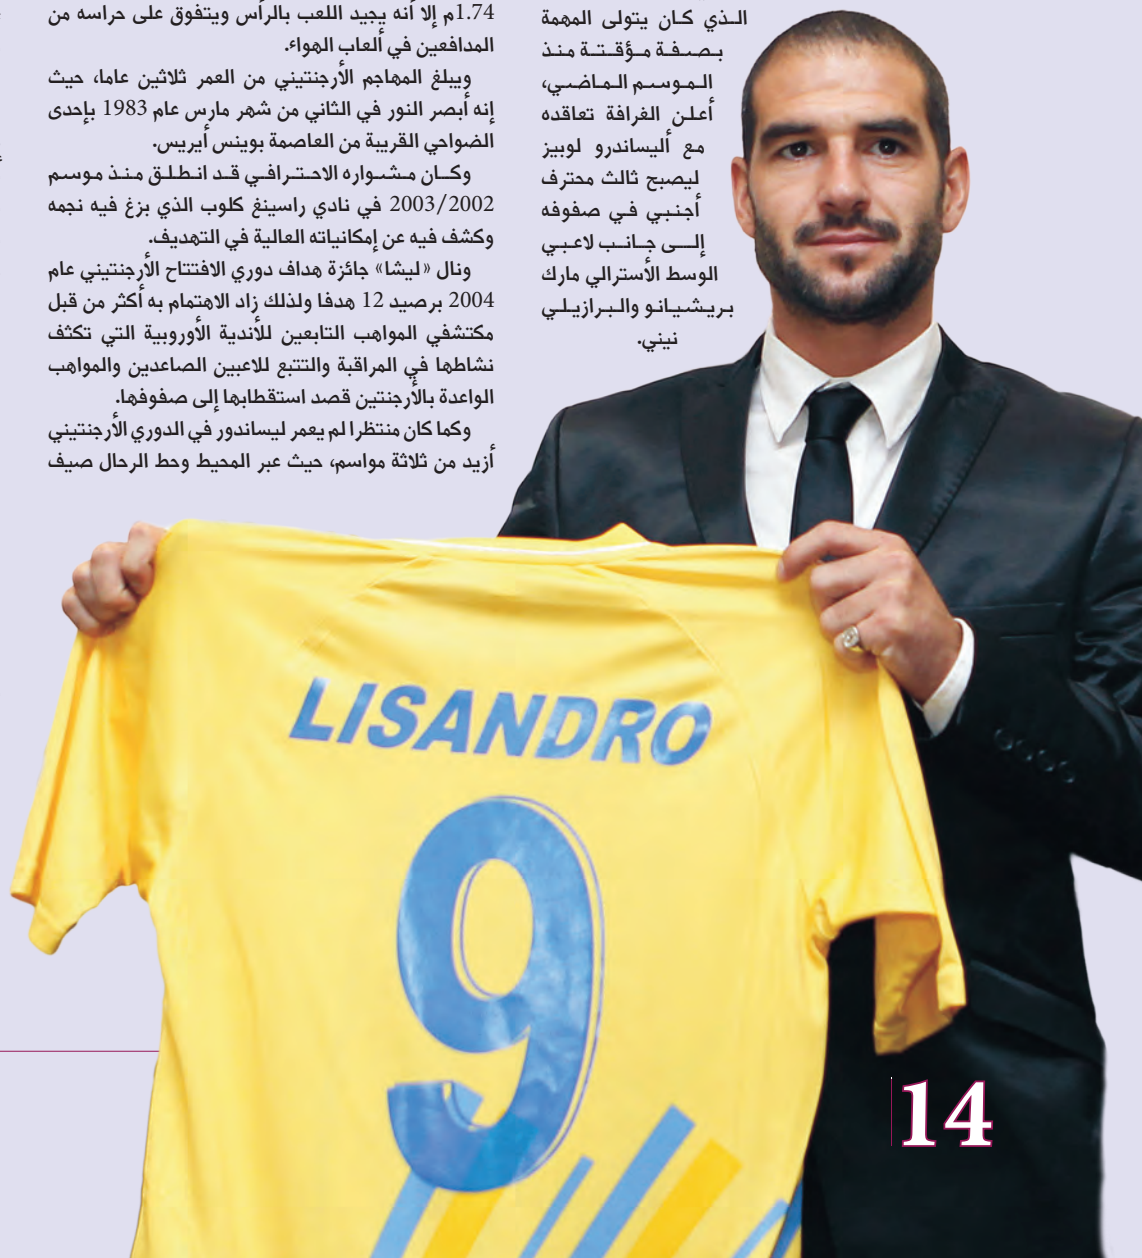 الذي كان يتولى المهمة
بصفة مؤقتة منذ
الموسم الماضي،
أعلن الغرافة تعاقده
مع أليساندرو لوبيز
ليصبح ثالث محترف
أجنبي في صفوفه
إلى جانب لاعبي
الوسط الأسترالي مارك
بريشيانو والبرازيلي
نيني.
1.74م إلا أنه يجيد اللعب بالرأس ويتفوق على حراسه من
المدافعين في ألعاب الهواء.
ويبلغ المهاجم الأرجنتيني من العمر ثلاثين عاما، حيث
إنه أبصر النور في الثاني من شهر مارس عام 1983 بإحدى
الضواحي القريبة من العاصمة بوينس أيريس.
وكان مشواره الاحترافي قد انطلق منذ موسم
2003/2002 في نادي راسينغ كلوب الذي بزغ فيه نجمه
وكشف فيه عن إمكانياته العالية في التهديف.
ونال «ليشا» جائزة هداف دوري الافتتاح الأرجنتيني عام
2004 برصيد 12 هدفا ولذلك زاد الاهتمام به أكثر من قبل
مكتشفي المواهب التابعين للأندية الأوروبية التي تكثف
نشاطها في المراقبة والتتبع للاعبين الصاعدين والمواهب
الواعدة بالأرجنتين قصد استقطابها إلى صفوفها.
وكما كان منتظرا لم يعمر ليساندور في الدوري الأرجنتيني
أزيد من ثلاثة مواسم، حيث عبر المحيط وحط الرحال صيف
LISANDRO
9
14